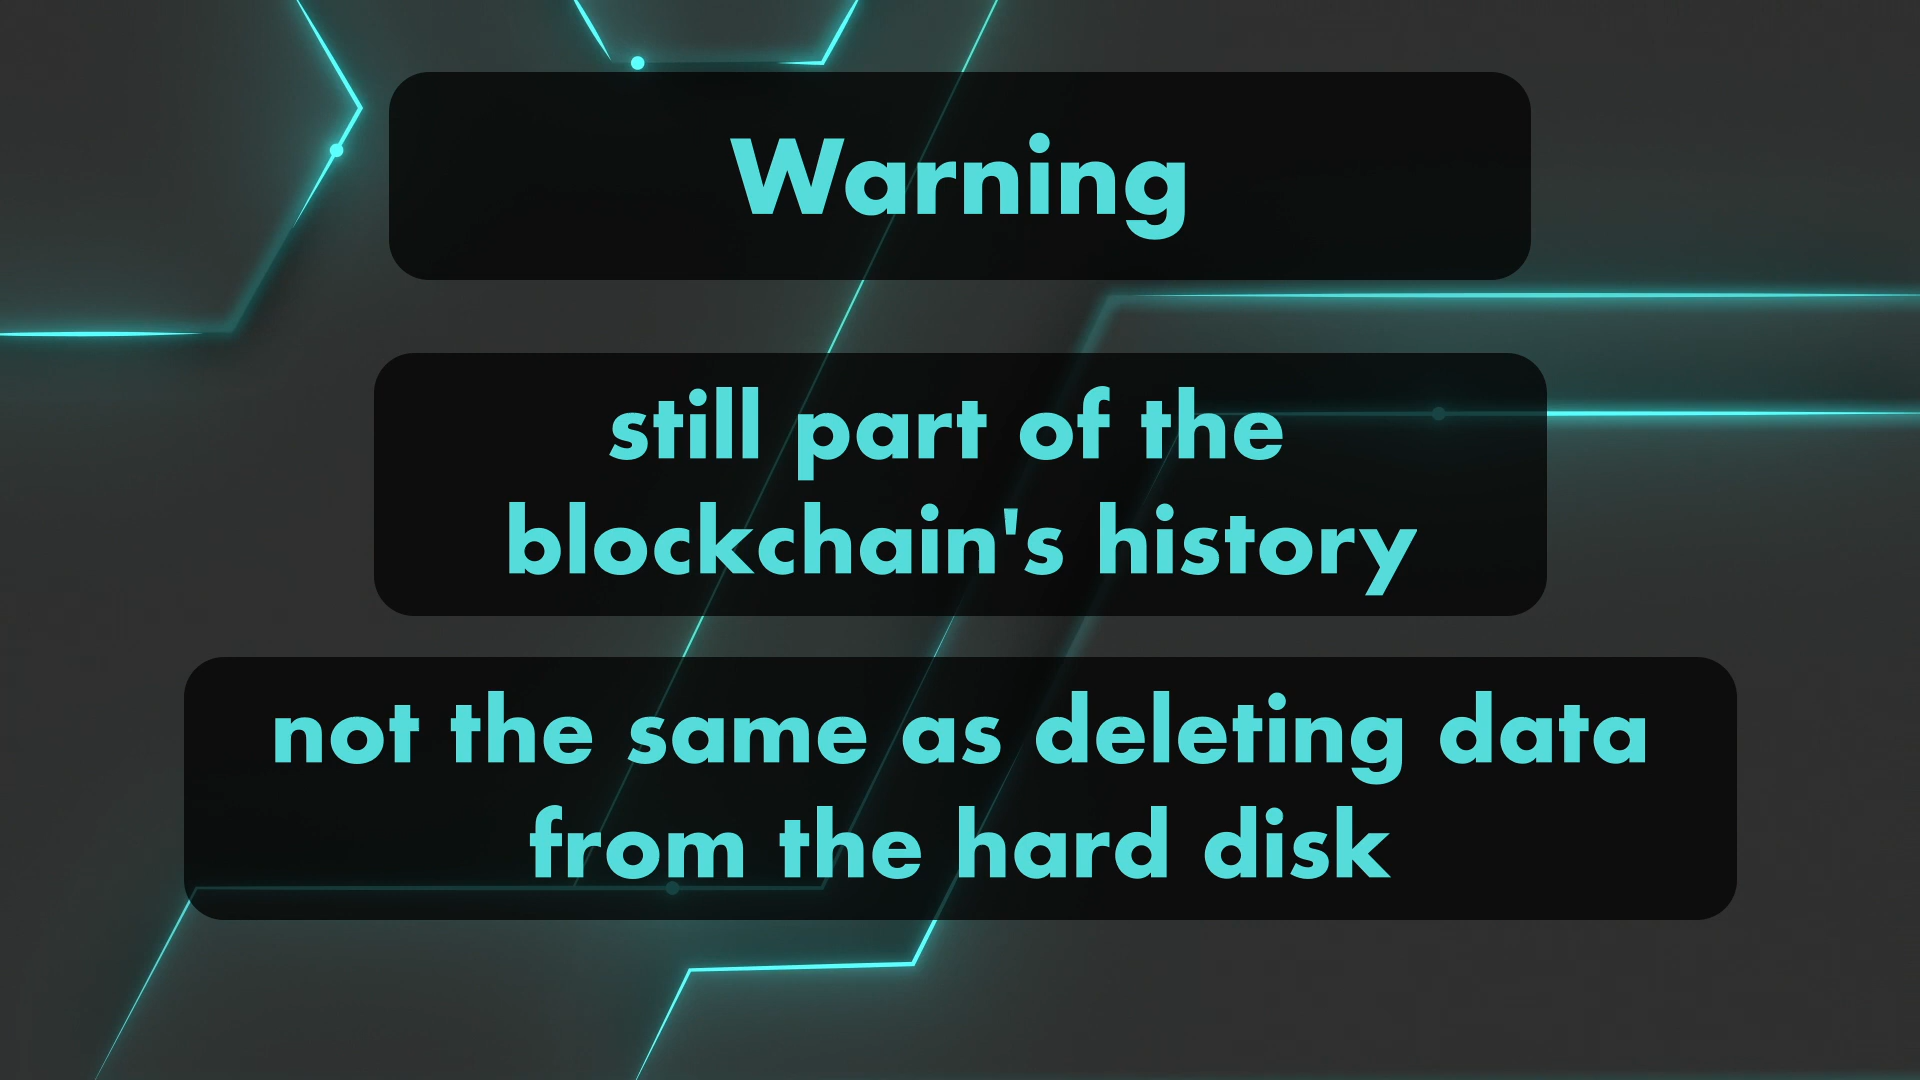 Warning
still part of the
blockchain's history
not the same as deleting data
from the hard disk